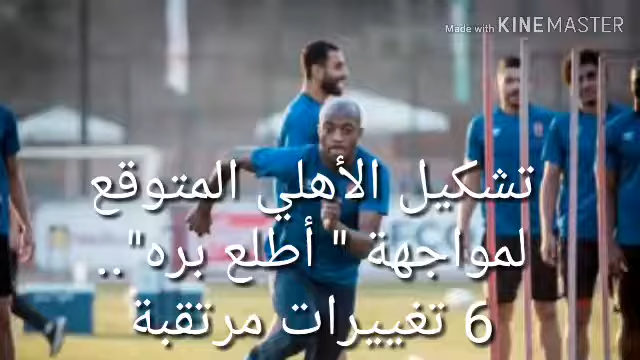 Made with KINEMASTER
تشكيل الأهلي المتوقع
لمواجهة " أطلع بره"..
6 تغييرات مرتقبة